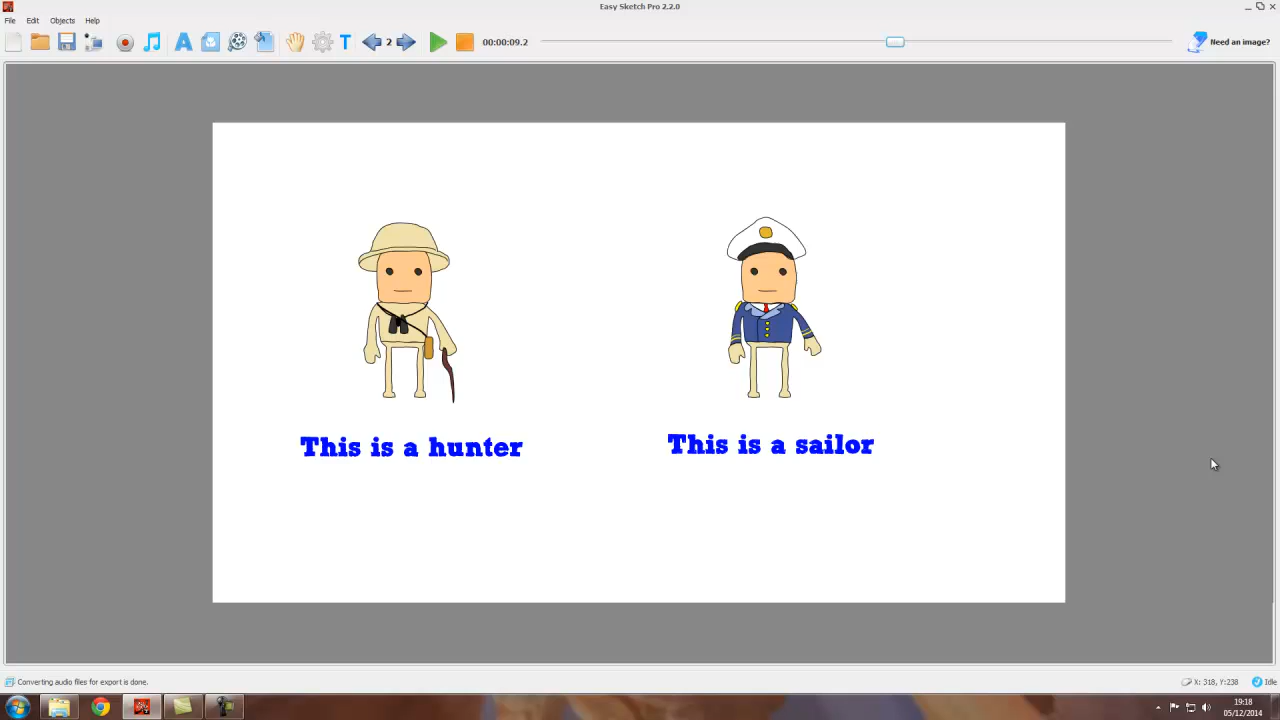 Easy Sketch Pro 2.2.0
File Edit Objects Help
A T 2 00:00:09.2 Need an image?
This is a hunter
This is a sailor
Converting audio files for export is done.
X: 318, Y:238 Idle
19:18
05/12/2014